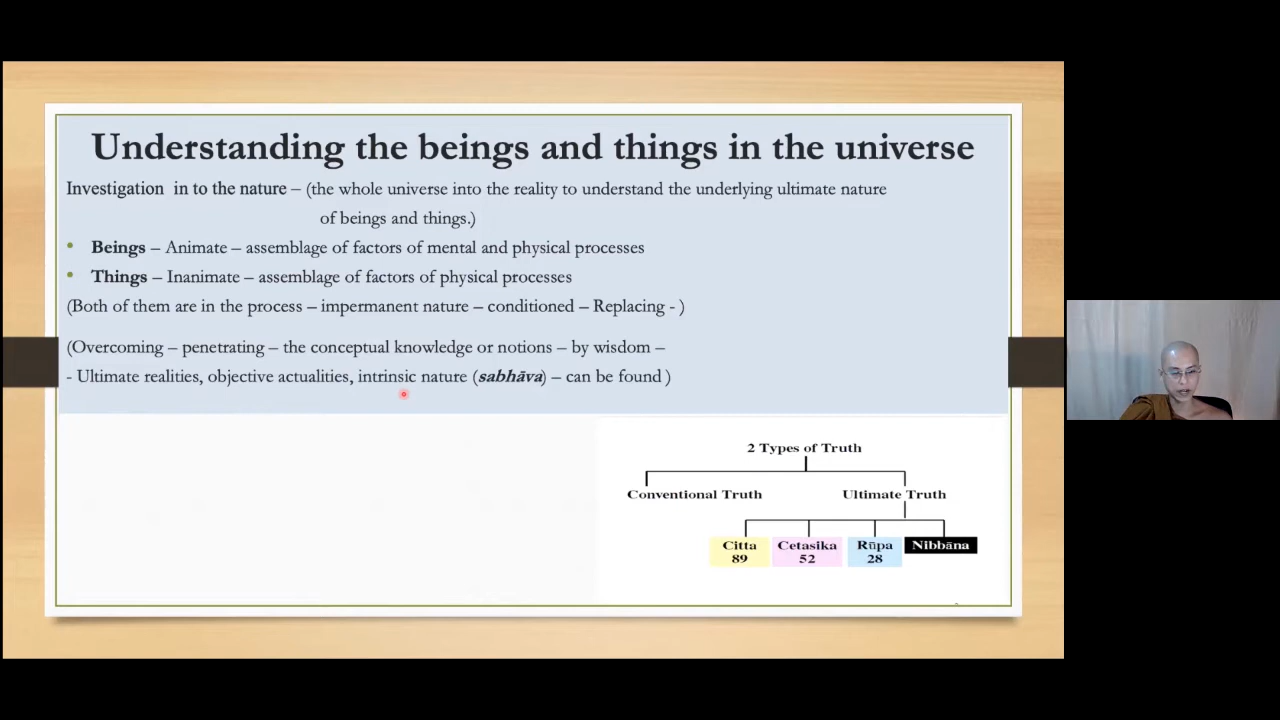 Understanding the beings and things in the universe
Investigation in to the nature – (the whole universe into the reality to understand the underlying ultimate nature
of beings and things.)
• Beings – Animate – assemblage of factors of mental and physical processes
• Things – Inanimate – assemblage of factors of physical processes
(Both of them are in the process – impermanent nature – conditioned – Replacing - )
(Overcoming – penetrating – the conceptual knowledge or notions – by wisdom –
- Ultimate realities, objective actualities, intrinsic nature (sabhāva) – can be found )
2 Types of Truth
Conventional Truth Ultimate Truth
Citta Cetasika Rūpa Nibbāna
89 52 28